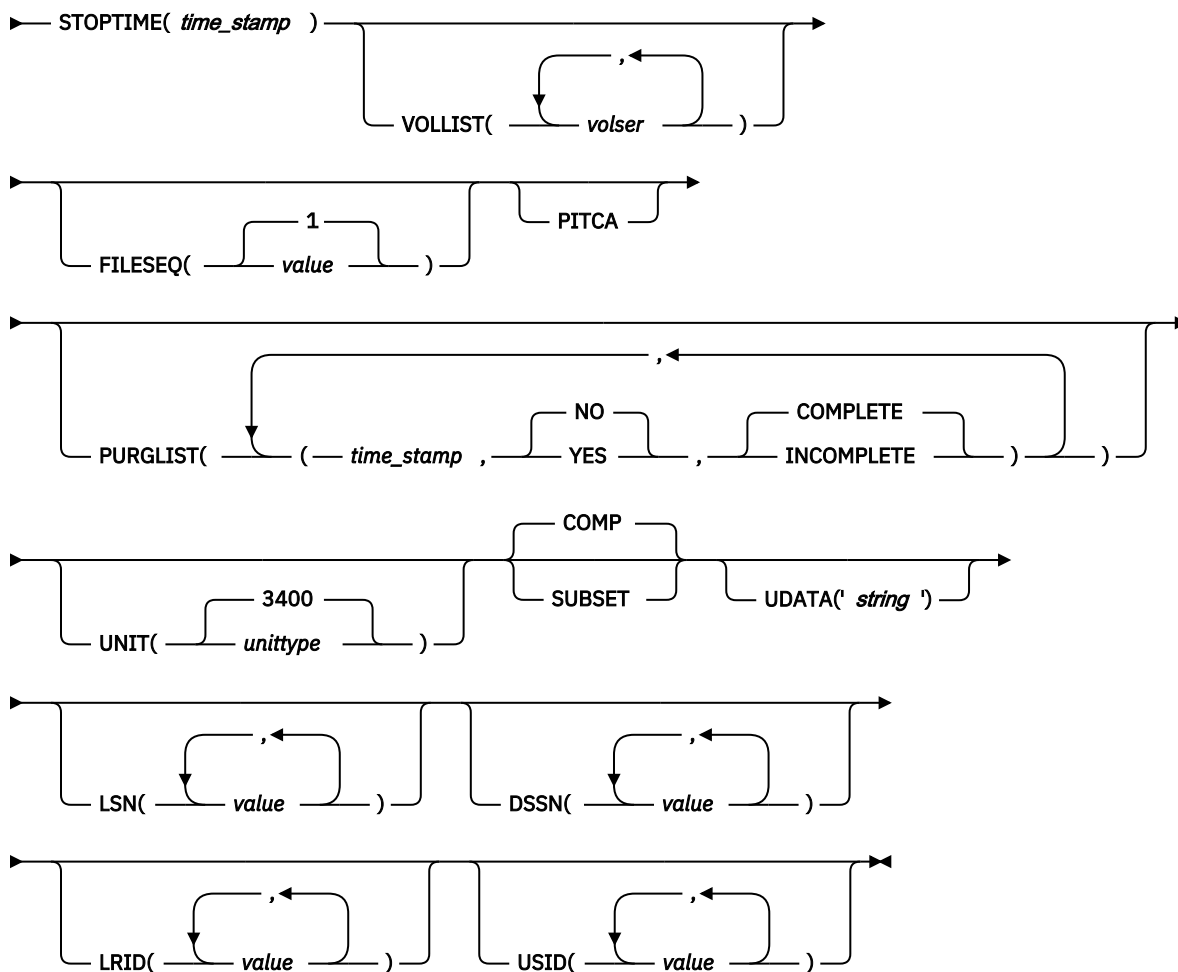 STOPTIME( time_stamp )
,
VOLLIST( volser )
1
PITCA
FILESEQ( value )
,
NO COMPLETE
PURGLIST( ( time_stamp , YES , INCOMPLETE ) )
COMP
3400 SUBSET UDATA(' string ')
UNIT( unittype )
, ,
LSN( value ) DSSN( value )
, ,
LRID( value ) USID( value )